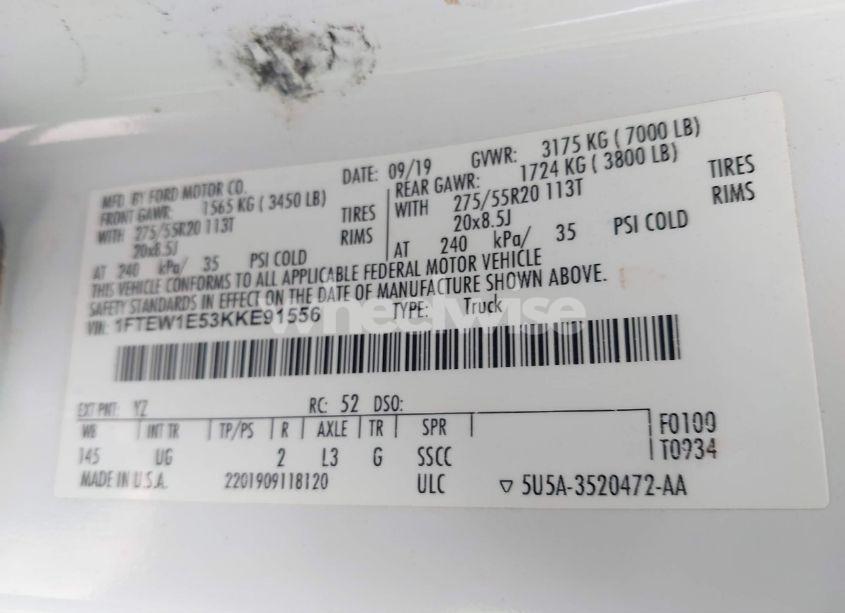 MFD. BY FORD MOTOR CO.
DATE: 09/19 GVWR: 3175 KG ( 7000 LB)
FRONT GAWR: 1565 KG ( 3450 LB)
REAR GAWR: 1724 KG ( 3800 LB)
WITH 275/55R20 113T TIRES
WITH 275/55R20 113T TIRES
20x8.5J RIMS
20x8.5J RIMS
AT 240 kPa/ 35 PSI COLD
AT 240 kPa/ 35 PSI COLD
THIS VEHICLE CONFORMS TO ALL APPLICABLE FEDERAL MOTOR VEHICLE
SAFETY STANDARDS IN EFFECT ON THE DATE OF MANUFACTURE SHOWN ABOVE.
VIN: 1FTEW1E53KKE91556 TYPE: Truck
wheelwise
EXT PNT: YZ RC: 52 DSO:
WB INT TR TP/PS R AXLE TR SPR F0100
145 UG 2 L3 G SSCC T0934
MADE IN U.S.A. 2201909118120 ULC ▽ 5U5A-3520472-AA